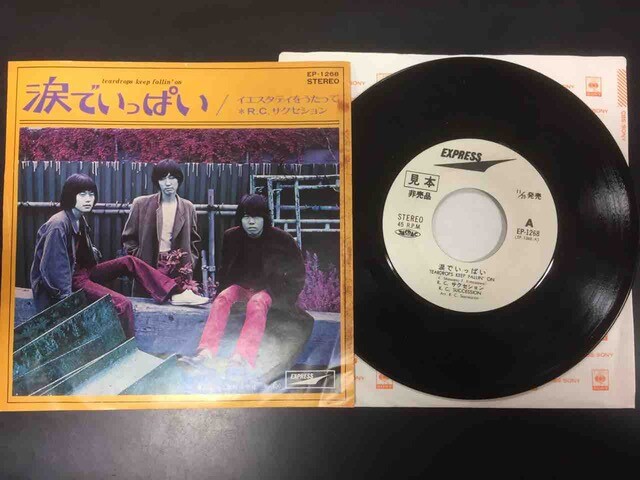 teardrops keep fallin' on
涙でいっぱい/
イエスタデイをうたって
R.C.サクセション
EP-1268
STEREO
EXPRESS
EXPRESS
見本
非売品
発売
STEREO
45 R.P.M.
A
EP-1268
涙でいっぱい
TEARDROPS KEEP FALLIN' ON
R. C. サクセション
R. C. SUCCESSION
CBS SONY